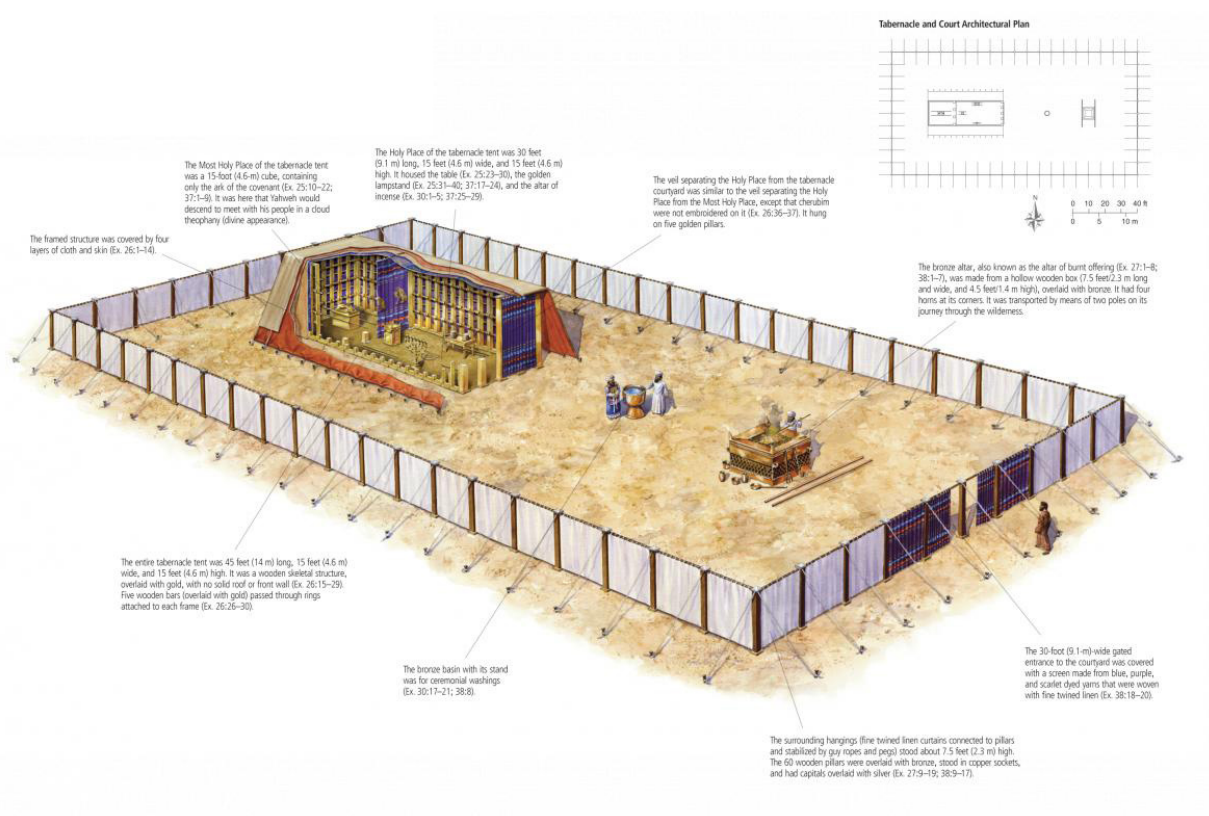 Tabernacle and Court Architectural Plan
N
0 10 20 30 40 ft
0 5 10 m
The Holy Place of the tabernacle tent was 30 feet
(9.1 m) long, 15 feet (4.6 m) wide, and 15 feet (4.6 m)
high. It housed the table (Ex. 25:23–30), the golden
lampstand (Ex. 25:31–40; 37:17–24), and the altar of
incense (Ex. 30:1–5; 37:25–29).
The Most Holy Place of the tabernacle tent
was a 15-foot (4.6-m) cube, containing
only the ark of the covenant (Ex. 25:10–22;
37:1–9). It was here that Yahweh would
descend to meet with his people in a cloud
theophany (divine appearance).
The veil separating the Holy Place from the tabernacle
courtyard was similar to the veil separating the Holy
Place from the Most Holy Place, except that cherubim
were not embroidered on it (Ex. 26:36–37). It hung
on five golden pillars.
The framed structure was covered by four
layers of cloth and skin (Ex. 26:1–14).
The bronze altar, also known as the altar of burnt offering (Ex. 27:1–8;
38:1–7), was made from a hollow wooden box (7.5 feet/2.3 m long
and wide, and 4.5 feet/1.4 m high), overlaid with bronze. It had four
horns at its corners. It was transported by means of two poles on its
journey through the wilderness.
The entire tabernacle tent was 45 feet (14 m) long, 15 feet (4.6 m)
wide, and 15 feet (4.6 m) high. It was a wooden skeletal structure,
overlaid with gold, with no solid roof or front wall (Ex. 26:15–29).
Five wooden bars (overlaid with gold) passed through rings
attached to each frame (Ex. 26:26–30).
The bronze basin with its stand
was for ceremonial washings
(Ex. 30:17–21; 38:8).
The 30-foot (9.1-m)-wide gated
entrance to the courtyard was covered
with a screen made from blue, purple,
and scarlet dyed yarns that were woven
with fine twined linen (Ex. 38:18–20).
The surrounding hangings (fine twined linen curtains connected to pillars
and stabilized by guy ropes and pegs) stood about 7.5 feet (2.3 m) high.
The 60 wooden pillars were overlaid with bronze, stood in copper sockets,
and had capitals overlaid with silver (Ex. 27:9–19; 38:9–17).